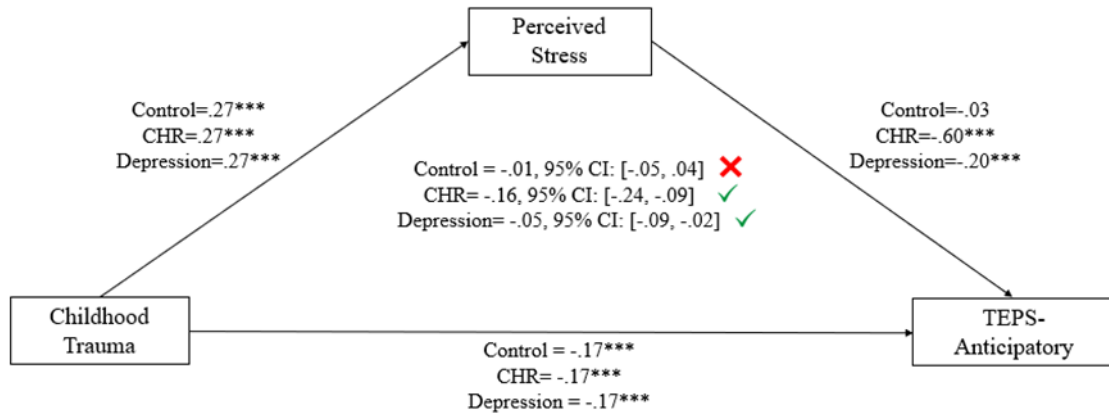 Perceived
Stress
Control=.27***
CHR=.27***
Depression=.27***
Control=-.03
CHR=-.60***
Depression=-.20***
Control = -.01, 95% CI: [-.05, .04]
CHR= -.16, 95% CI: [-.24, -.09]
Depression= -.05, 95% CI: [-.09, -.02]
Childhood
Trauma
TEPS-
Anticipatory
Control = -.17***
CHR= -.17***
Depression = -.17***